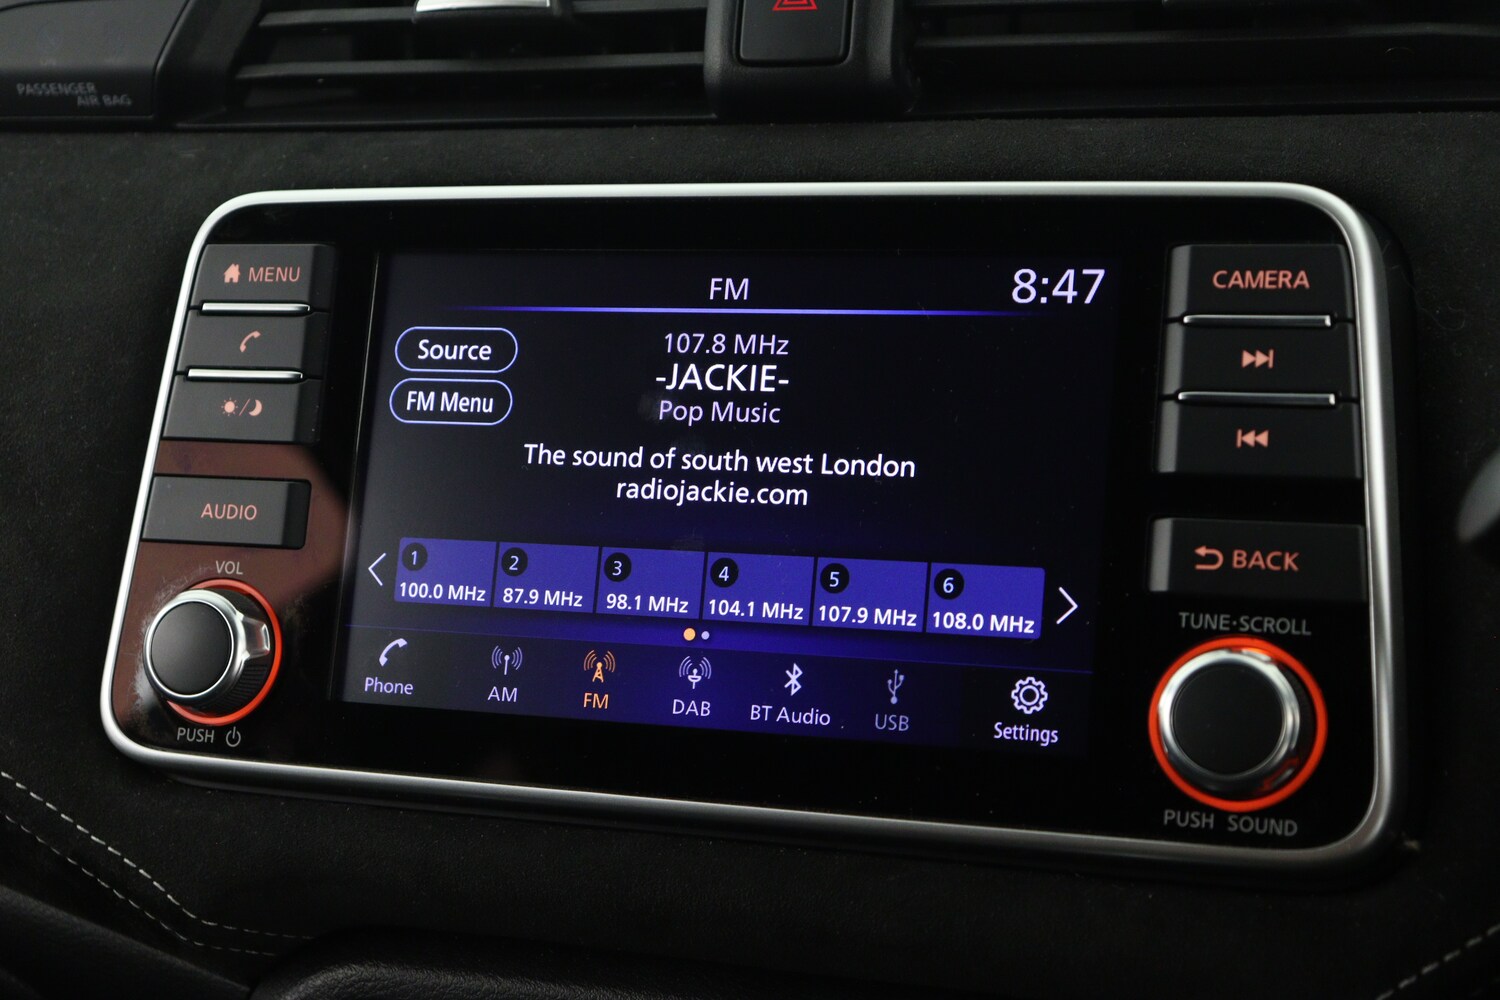 PASSENGER
AIR BAG
MENU
AUDIO
VOL
PUSH
FM
8:47
Source
FM Menu
107.8 MHz
-JACKIE-
Pop Music
The sound of south west London
radiojackie.com
1 2 3 4 5 6
100.0 MHz 87.9 MHz 98.1 MHz 104.1 MHz 107.9 MHz 108.0 MHz
Phone AM FM DAB BT Audio USB Settings
CAMERA
BACK
TUNE·SCROLL
PUSH SOUND